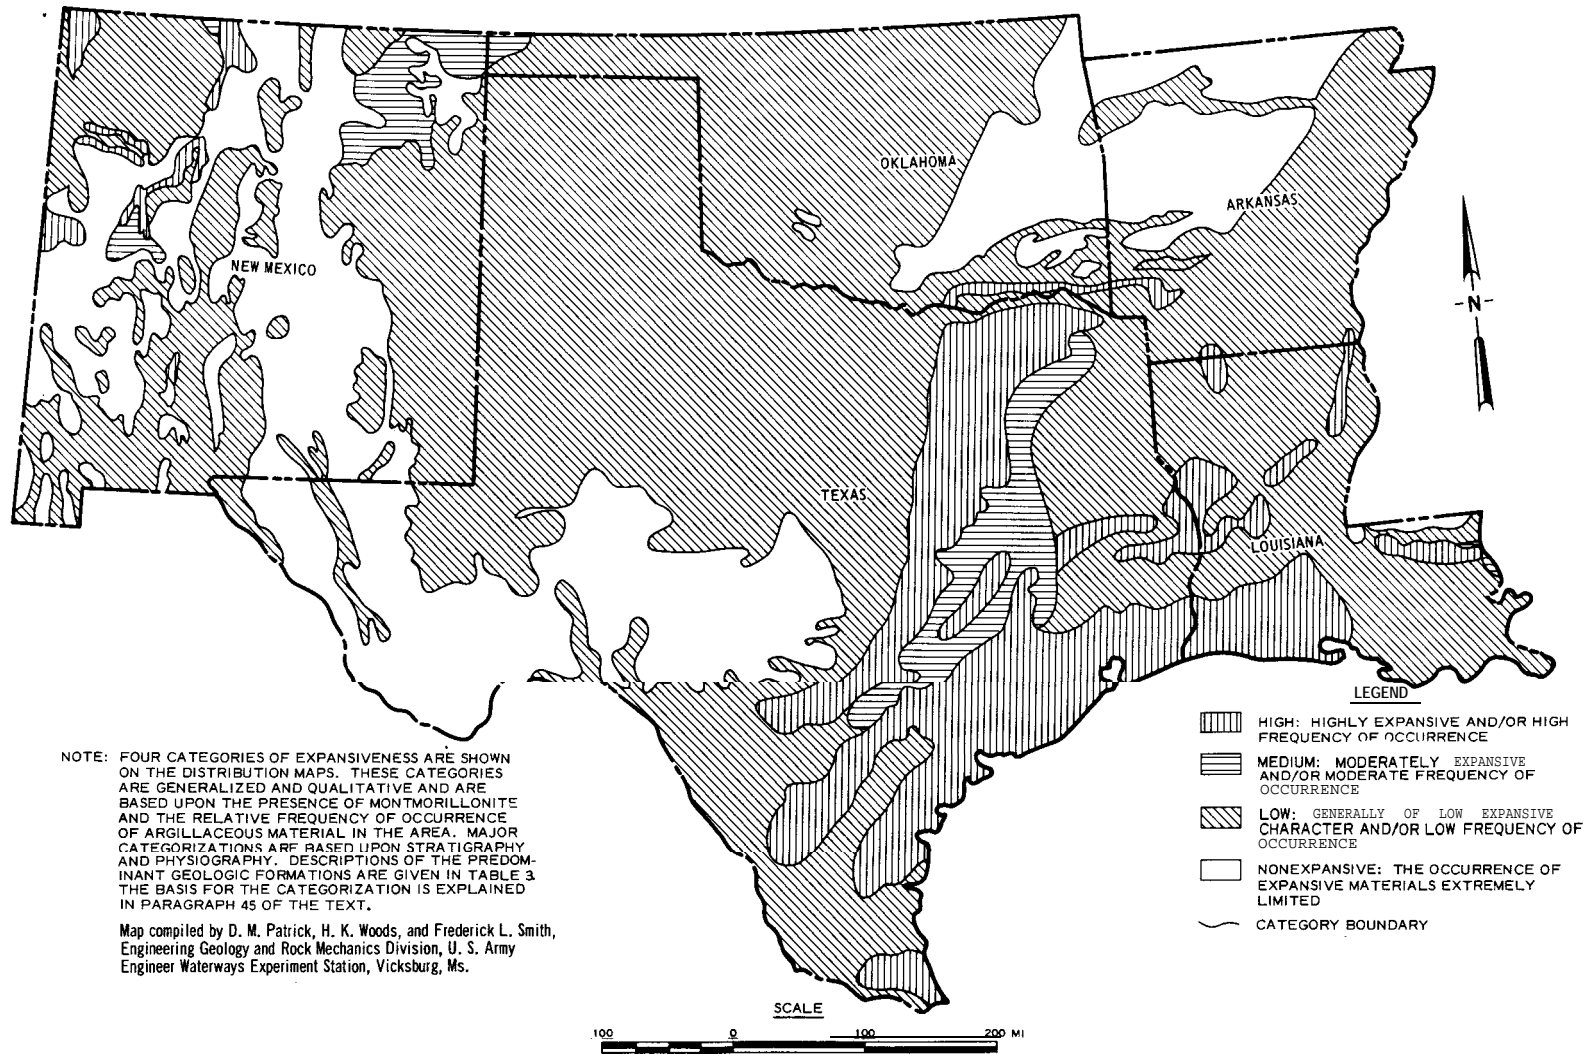 OKLAHOMA
ARKANSAS
NEW MEXICO
-N-
TEXAS
LOUISIANA
LEGEND
HIGH: HIGHLY EXPANSIVE AND/OR HIGH
FREQUENCY OF OCCURRENCE
MEDIUM: MODERATELY EXPANSIVE
AND/OR MODERATE FREQUENCY OF
OCCURRENCE
LOW: GENERALLY OF LOW EXPANSIVE
CHARACTER AND/OR LOW FREQUENCY OF
OCCURRENCE
NONEXPANSIVE: THE OCCURRENCE OF
EXPANSIVE MATERIALS EXTREMELY
LIMITED
CATEGORY BOUNDARY
NOTE: FOUR CATEGORIES OF EXPANSIVENESS ARE SHOWN
ON THE DISTRIBUTION MAPS. THESE CATEGORIES
ARE GENERALIZED AND QUALITATIVE AND ARE
BASED UPON THE PRESENCE OF MONTMORILLONITE
AND THE RELATIVE FREQUENCY OF OCCURRENCE
OF ARGILLACEOUS MATERIAL IN THE AREA. MAJOR
CATEGORIZATIONS ARE BASED UPON STRATIGRAPHY
AND PHYSIOGRAPHY. DESCRIPTIONS OF THE PREDOM-
INANT GEOLOGIC FORMATIONS ARE GIVEN IN TABLE 3.
THE BASIS FOR THE CATEGORIZATION IS EXPLAINED
IN PARAGRAPH 45 OF THE TEXT.
Map compiled by D. M. Patrick, H. K. Woods, and Frederick L. Smith,
Engineering Geology and Rock Mechanics Division, U. S. Army
Engineer Waterways Experiment Station, Vicksburg, Ms.
SCALE
100 0 100 200 MI